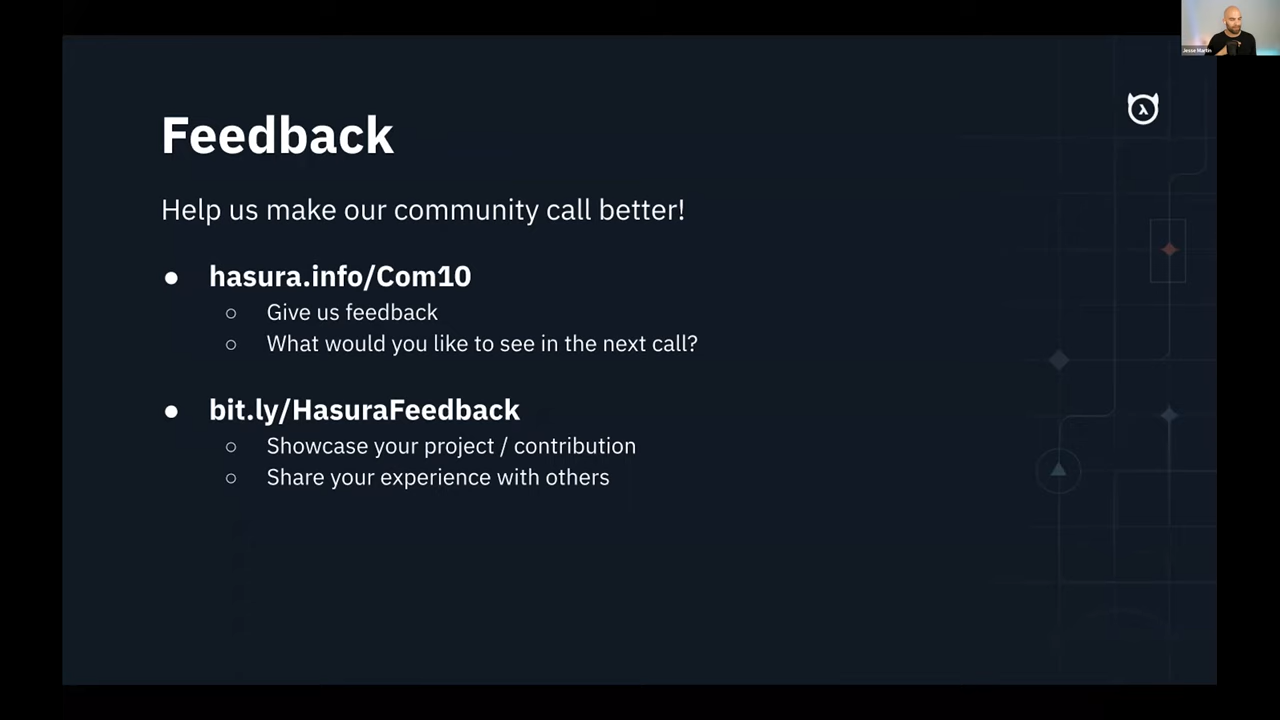 Jesse Martin
Feedback
Help us make our community call better!
● hasura.info/Com10
○ Give us feedback
○ What would you like to see in the next call?
● bit.ly/HasuraFeedback
○ Showcase your project / contribution
○ Share your experience with others